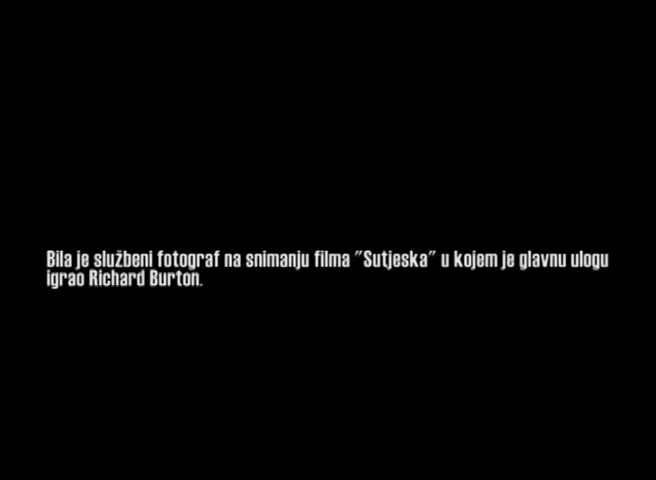 Bila je službeni fotograf na snimanju filma "Sutjeska" u kojem je glavnu ulogu
igrao Richard Burton.